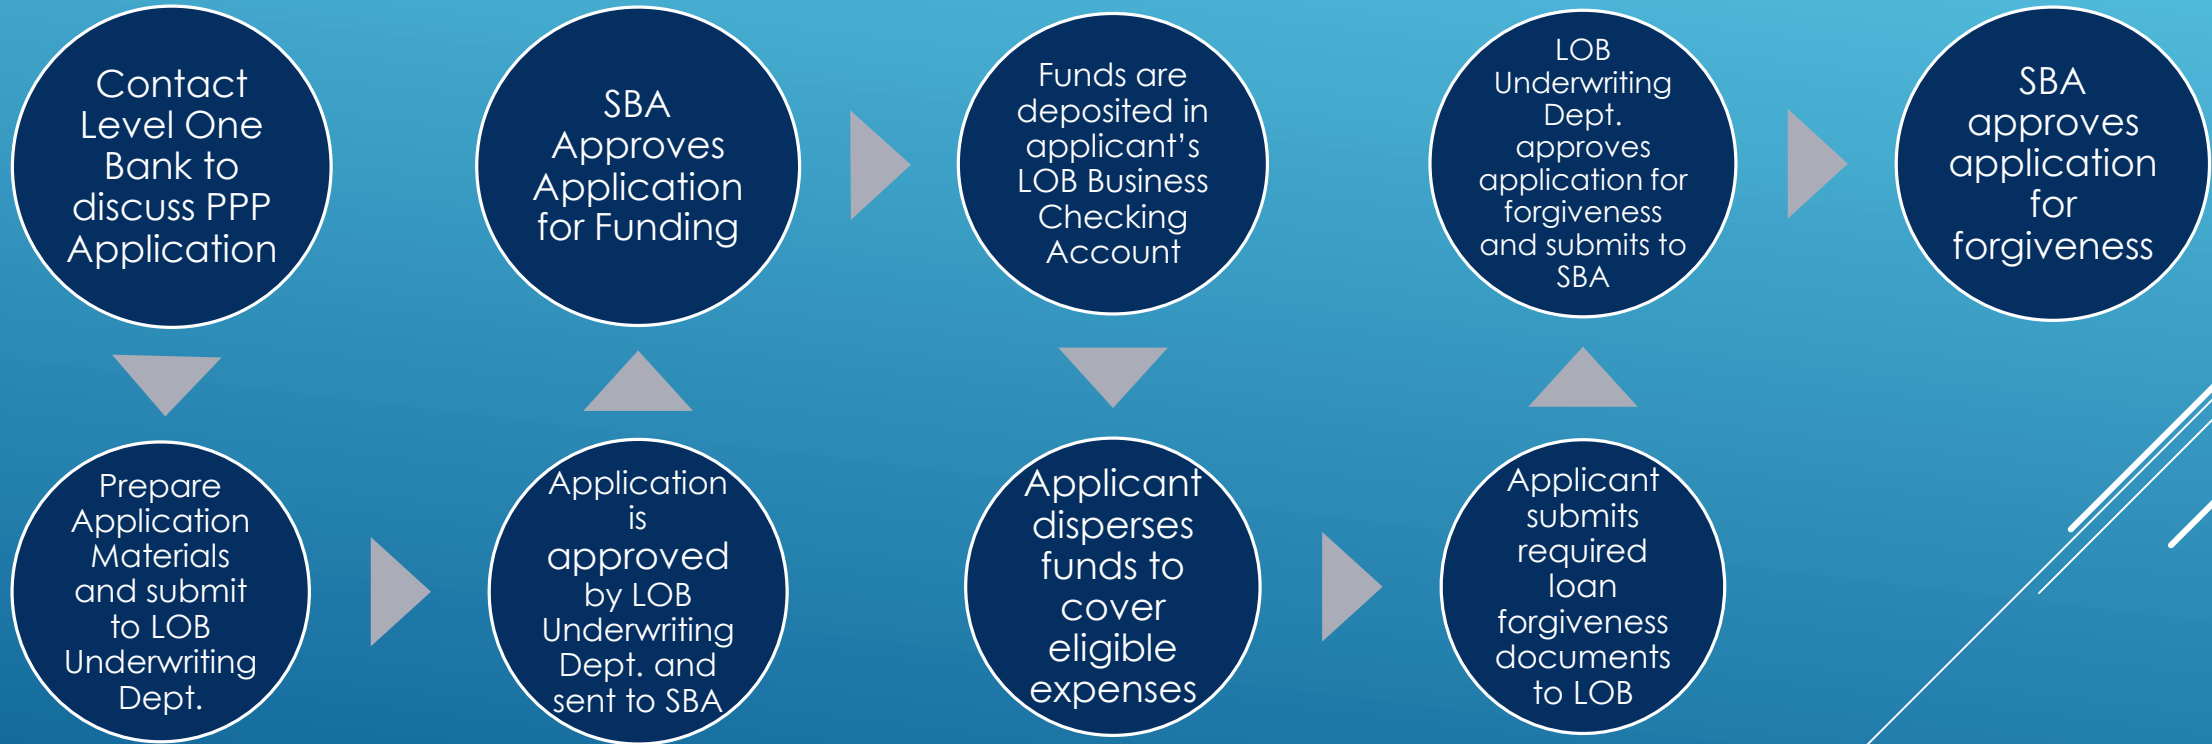 Contact
Level One
Bank to
discuss PPP
Application
Prepare
Application
Materials
and submit
to LOB
Underwriting
Dept.
Application
is
approved
by LOB
Underwriting
Dept. and
sent to SBA
SBA
Approves
Application
for Funding
Funds are
deposited in
applicant’s
LOB Business
Checking
Account
Applicant
disperses
funds to
cover
eligible
expenses
Applicant
submits
required
loan
forgiveness
documents
to LOB
LOB
Underwriting
Dept.
approves
application for
forgiveness
and submits to
SBA
SBA
approves
application
for
forgiveness